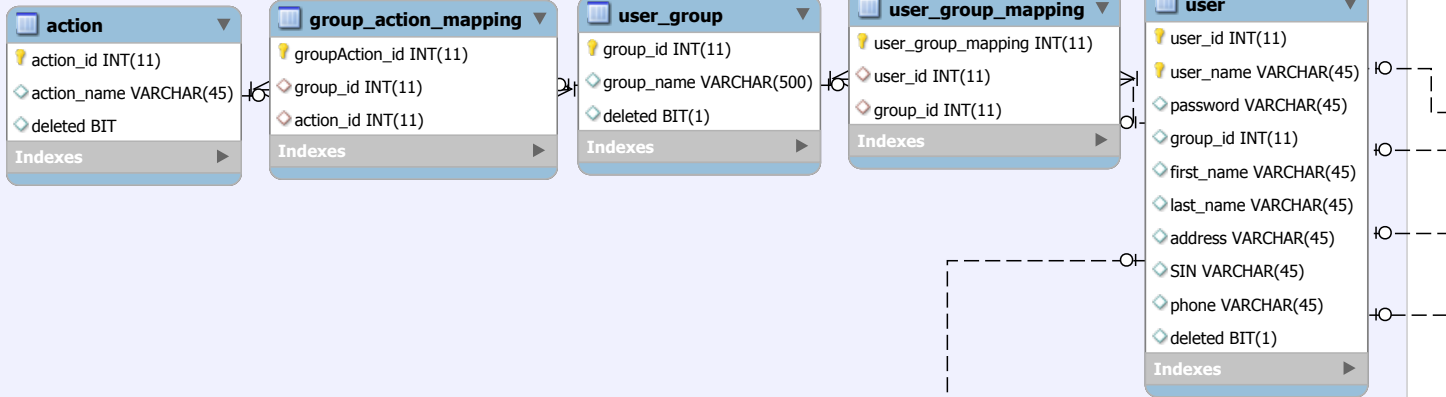 action
action_id INT(11)
action_name VARCHAR(45)
deleted BIT
Indexes
group_action_mapping
groupAction_id INT(11)
group_id INT(11)
action_id INT(11)
Indexes
user_group
group_id INT(11)
group_name VARCHAR(500)
deleted BIT(1)
Indexes
user_group_mapping
user_group_mapping INT(11)
user_id INT(11)
group_id INT(11)
Indexes
user
user_id INT(11)
user_name VARCHAR(45)
password VARCHAR(45)
group_id INT(11)
first_name VARCHAR(45)
last_name VARCHAR(45)
address VARCHAR(45)
SIN VARCHAR(45)
phone VARCHAR(45)
deleted BIT(1)
Indexes